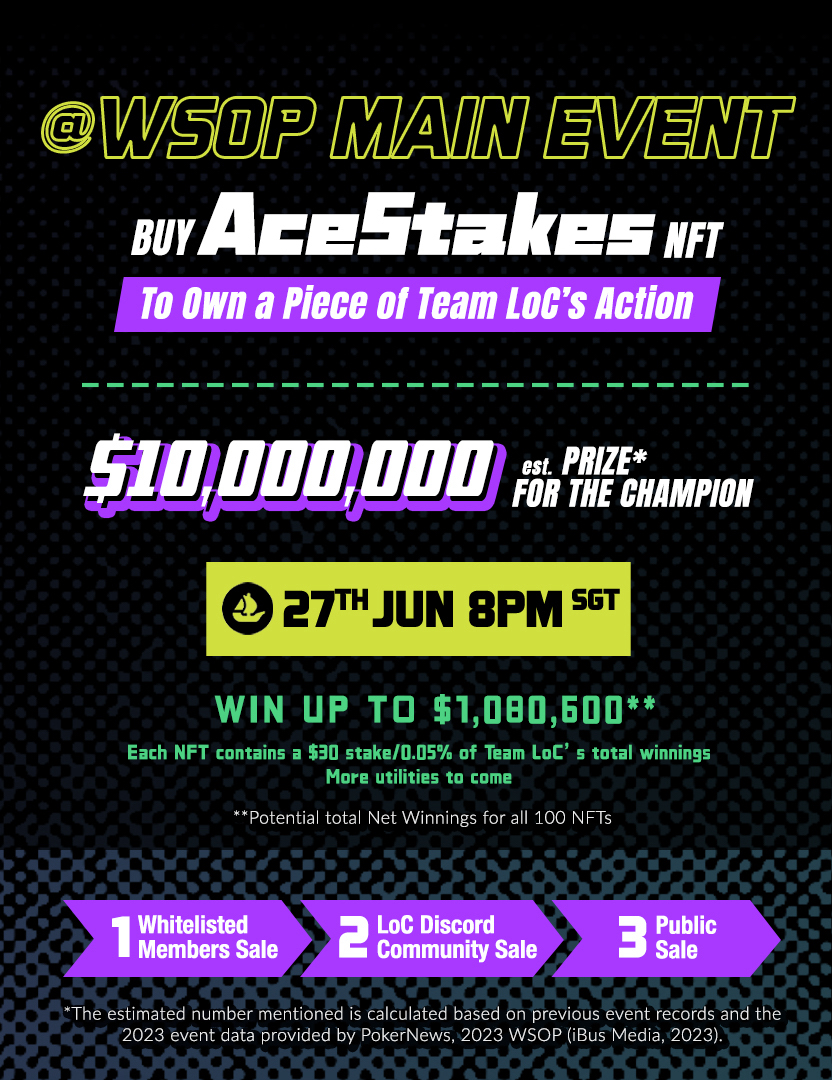 @WSOP MAIN EVENT
BUY AceStakes NFT
To Own a Piece of Team LoC's Action
$10,000,000 est. PRIZE*
FOR THE CHAMPION
27TH JUN 8PM SGT
WIN UP TO $1,080,600**
Each NFT contains a $30 stake/0.05% of Team LoC’ s total winnings
More utilities to come
**Potential total Net Winnings for all 100 NFTs
1 Whitelisted
Members Sale
2 LoC Discord
Community Sale
3 Public
Sale
*The estimated number mentioned is calculated based on previous event records and the
2023 event data provided by PokerNews, 2023 WSOP (iBus Media, 2023).